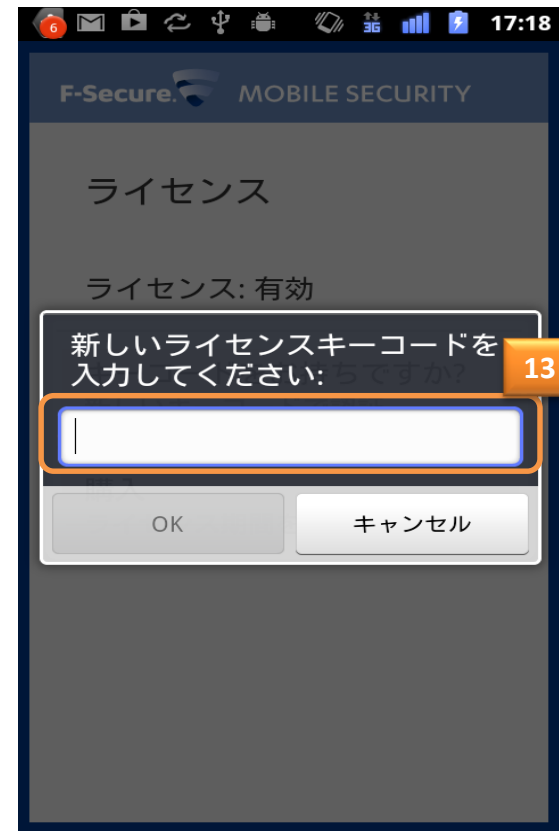 6
3G
17:18
F-Secure. MOBILE SECURITY
ライセンス
ライセンス: 有効
新しいライセンスキーコードを
入力してください:
13
OK
キャンセル